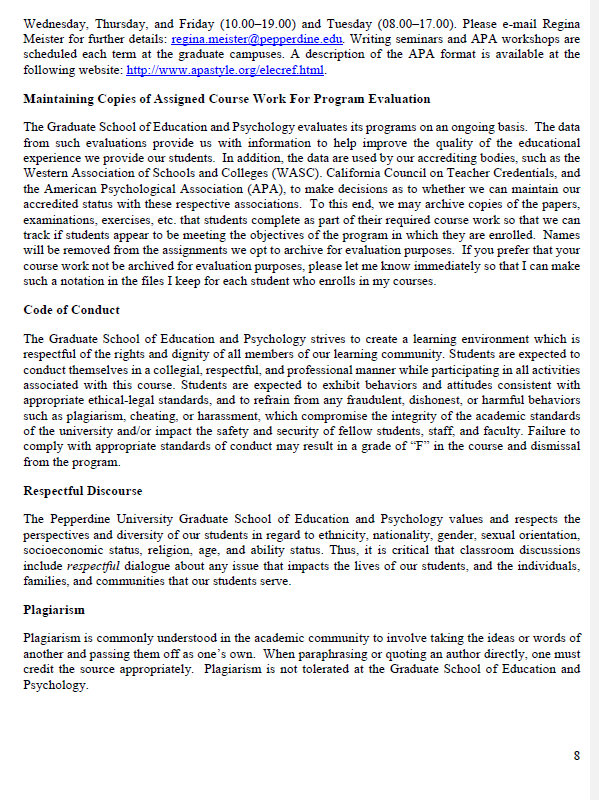 Wednesday, Thursday, and Friday (10.00–19.00) and Tuesday (08.00–17.00). Please e-mail Regina
Meister for further details: regina.meister@pepperdine.edu. Writing seminars and APA workshops are
scheduled each term at the graduate campuses. A description of the APA format is available at the
following website: http://www.apastyle.org/elecref.html.
Maintaining Copies of Assigned Course Work For Program Evaluation
The Graduate School of Education and Psychology evaluates its programs on an ongoing basis. The data
from such evaluations provide us with information to help improve the quality of the educational
experience we provide our students. In addition, the data are used by our accrediting bodies, such as the
Western Association of Schools and Colleges (WASC). California Council on Teacher Credentials, and
the American Psychological Association (APA), to make decisions as to whether we can maintain our
accredited status with these respective associations. To this end, we may archive copies of the papers,
examinations, exercises, etc. that students complete as part of their required course work so that we can
track if students appear to be meeting the objectives of the program in which they are enrolled. Names
will be removed from the assignments we opt to archive for evaluation purposes. If you prefer that your
course work not be archived for evaluation purposes, please let me know immediately so that I can make
such a notation in the files I keep for each student who enrolls in my courses.
Code of Conduct
The Graduate School of Education and Psychology strives to create a learning environment which is
respectful of the rights and dignity of all members of our learning community. Students are expected to
conduct themselves in a collegial, respectful, and professional manner while participating in all activities
associated with this course. Students are expected to exhibit behaviors and attitudes consistent with
appropriate ethical-legal standards, and to refrain from any fraudulent, dishonest, or harmful behaviors
such as plagiarism, cheating, or harassment, which compromise the integrity of the academic standards
of the university and/or impact the safety and security of fellow students, staff, and faculty. Failure to
comply with appropriate standards of conduct may result in a grade of “F” in the course and dismissal
from the program.
Respectful Discourse
The Pepperdine University Graduate School of Education and Psychology values and respects the
perspectives and diversity of our students in regard to ethnicity, nationality, gender, sexual orientation,
socioeconomic status, religion, age, and ability status. Thus, it is critical that classroom discussions
include respectful dialogue about any issue that impacts the lives of our students, and the individuals,
families, and communities that our students serve.
Plagiarism
Plagiarism is commonly understood in the academic community to involve taking the ideas or words of
another and passing them off as one’s own. When paraphrasing or quoting an author directly, one must
credit the source appropriately. Plagiarism is not tolerated at the Graduate School of Education and
Psychology.
8